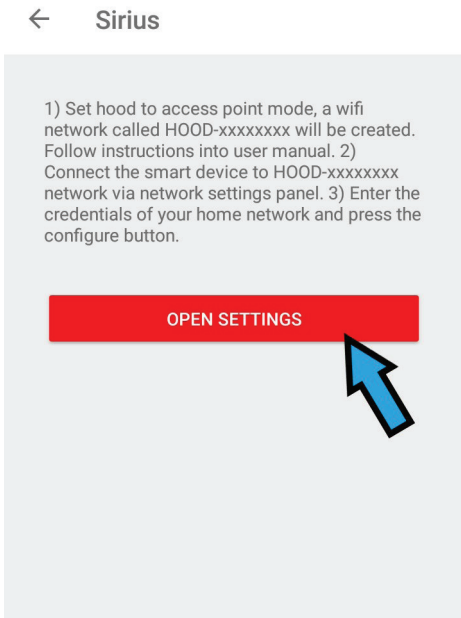 Sirius
1) Set hood to access point mode, a wifi
network called HOOD-xxxxxxxx will be created.
Follow instructions into user manual. 2)
Connect the smart device to HOOD-xxxxxxxx
network via network settings panel. 3) Enter the
credentials of your home network and press the
configure button.
OPEN SETTINGS